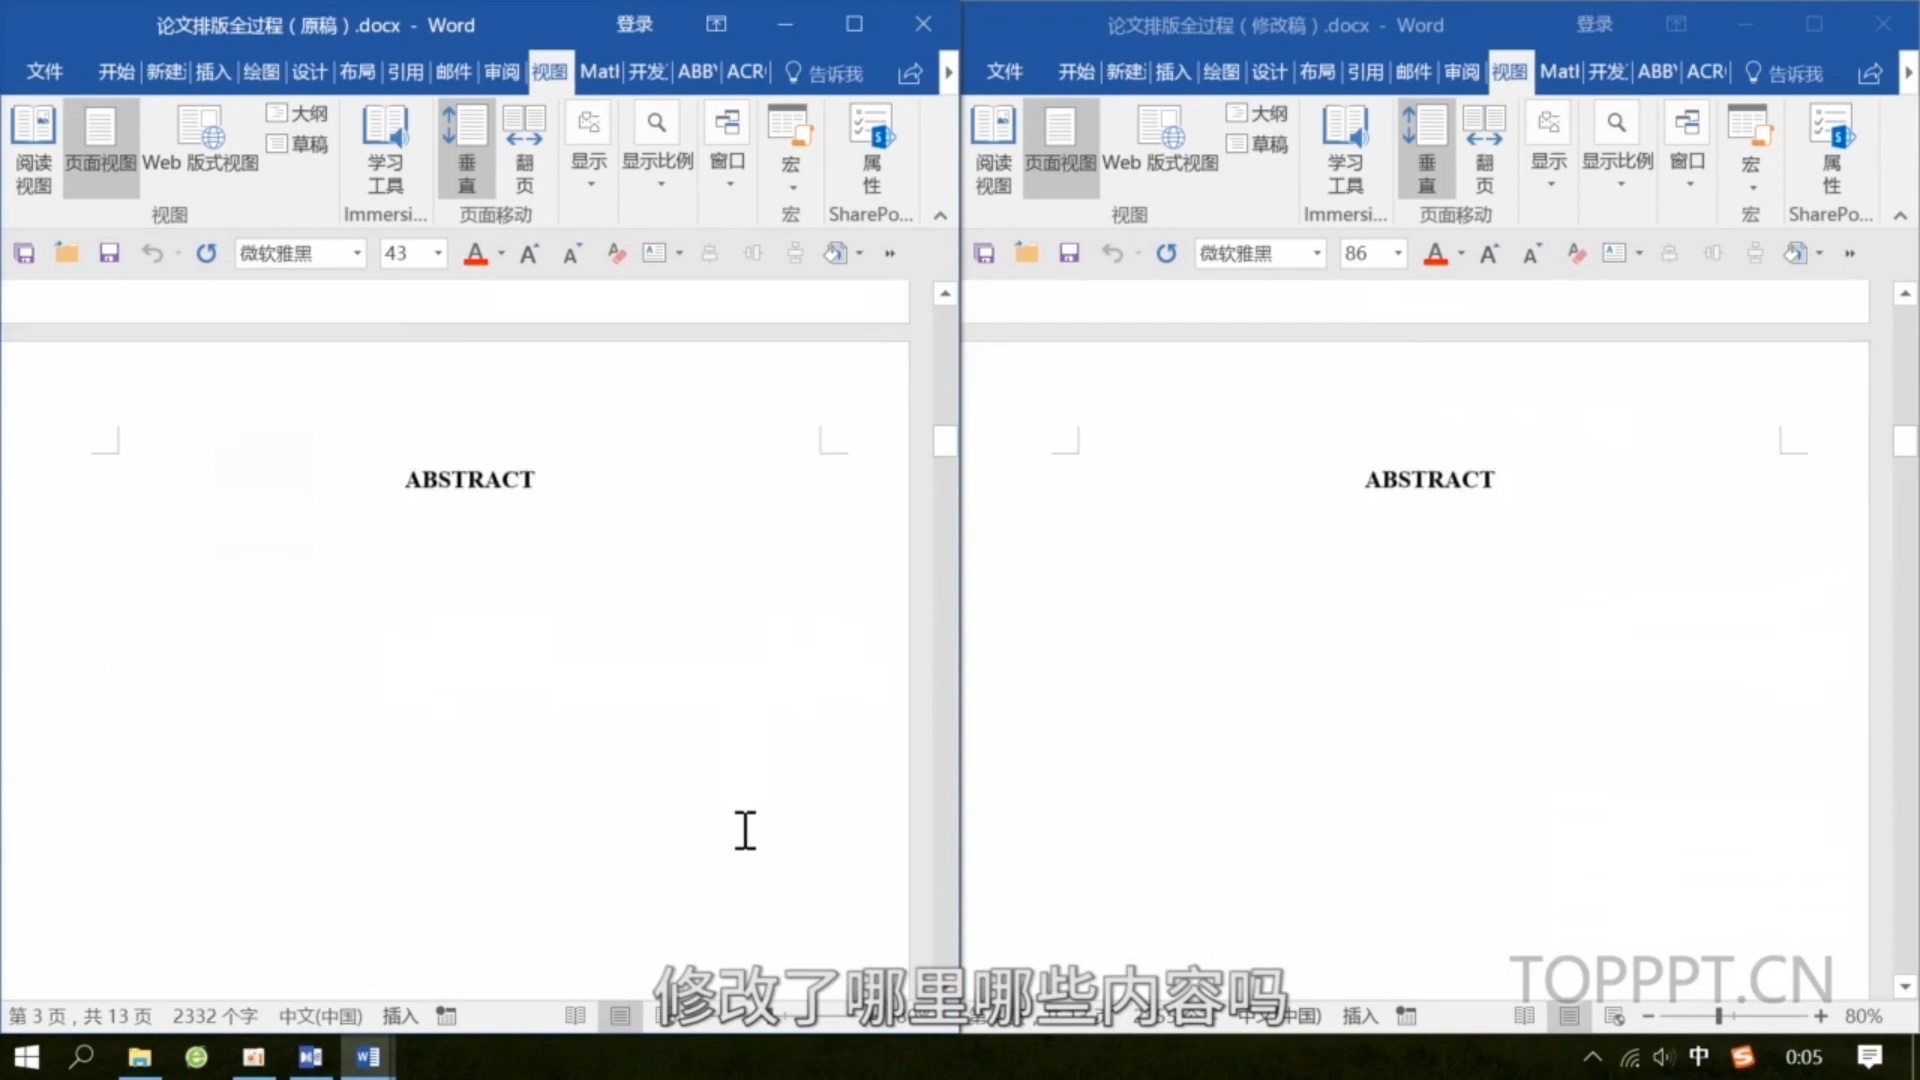 论文排版全过程（原稿）.docx - Word 登录
文件 开始 新建 插入 绘图 设计 布局 引用 邮件 审阅 视图 Matl 开发 ABB ACR 告诉我
阅读视图 页面视图 Web 版式视图 大纲 草稿 学习工具 垂直 翻页 显示 显示比例 窗口 宏 属性
视图 Immersi... 页面移动 宏 SharePo...
微软雅黑 43
ABSTRACT
第 3 页，共 13 页 2332 个字 中文(中国) 插入
论文排版全过程（修改稿）.docx - Word 登录
文件 开始 新建 插入 绘图 设计 布局 引用 邮件 审阅 视图 Matl 开发 ABB ACR 告诉我
阅读视图 页面视图 Web 版式视图 大纲 草稿 学习工具 垂直 翻页 显示 显示比例 窗口 宏 属性
视图 Immersi... 页面移动 宏 SharePo...
微软雅黑 86
ABSTRACT
TOPPPT.CN
插入 80%
修改了哪里哪些内容吗
中 0:05